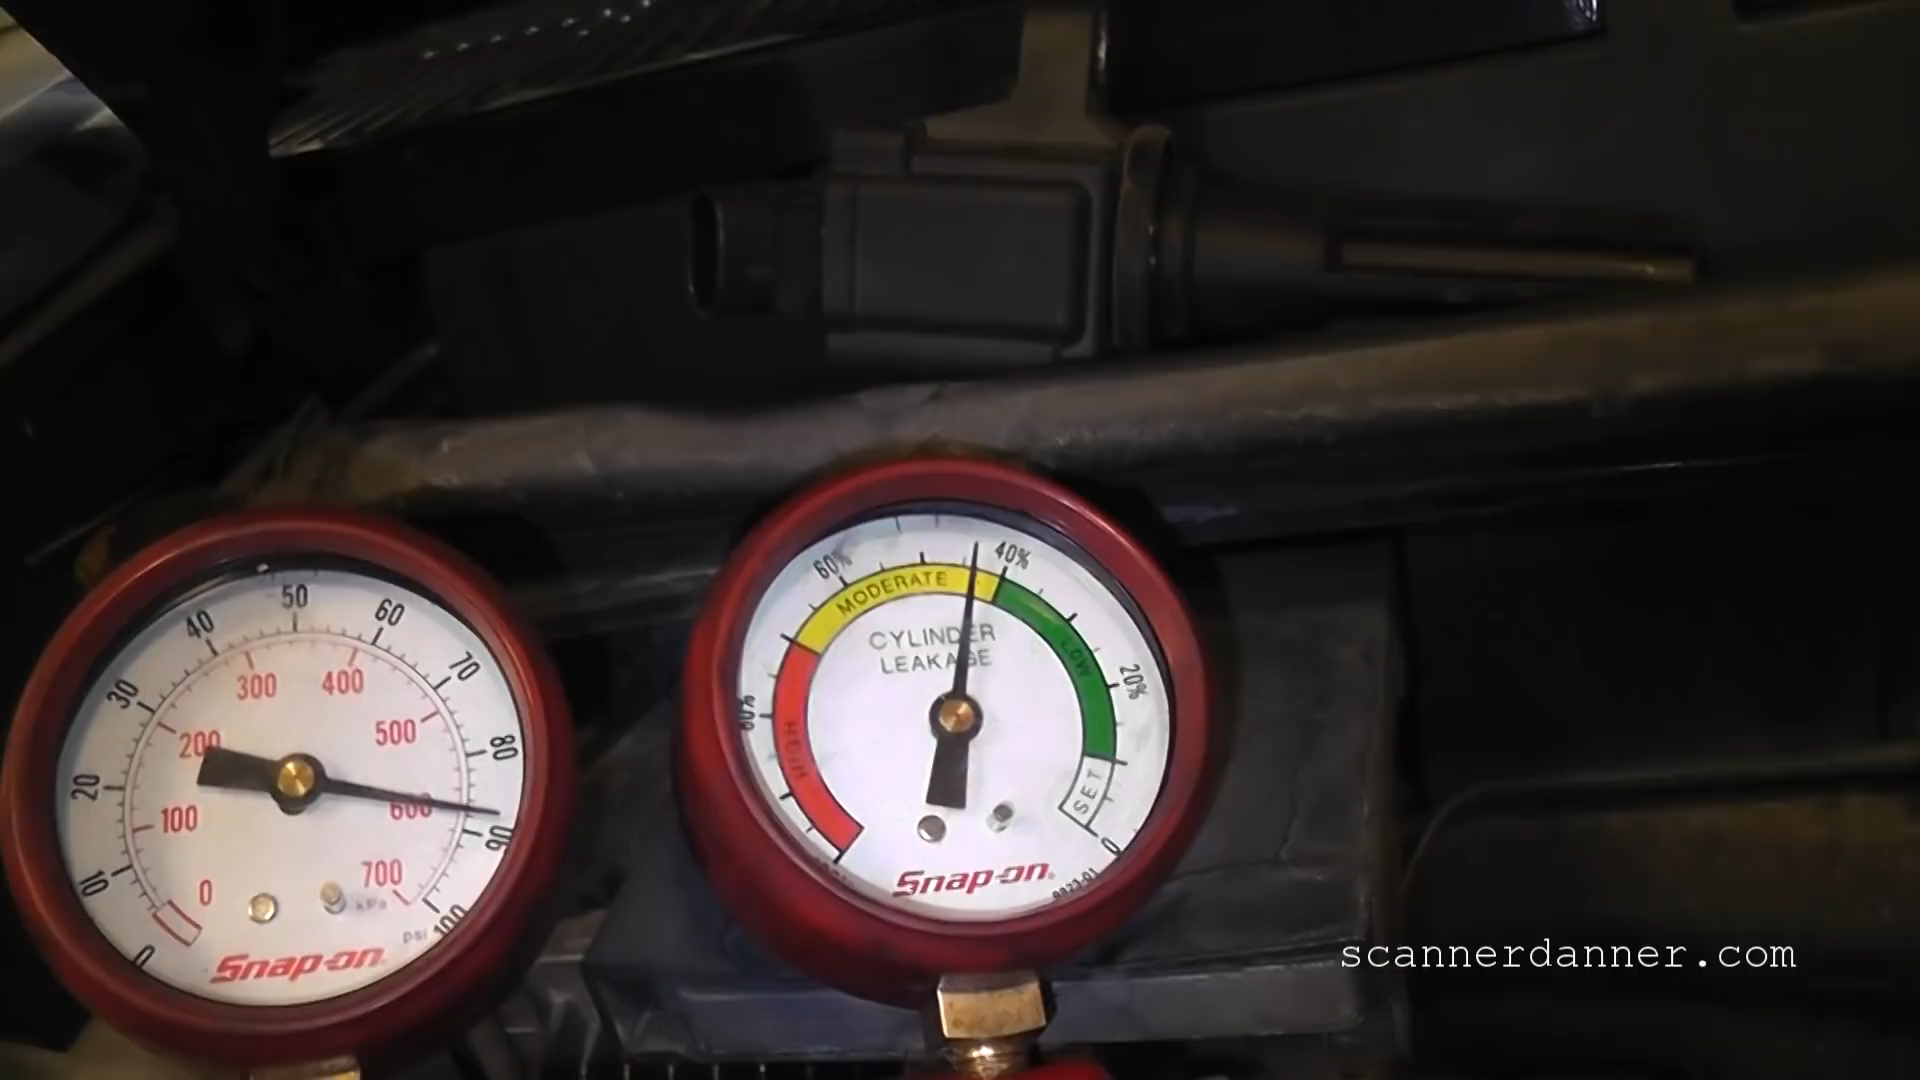 50
40
60
30
70
300
400
200
500
80
20
100
600
90
10
0
700
kPa
psi
100
0
Snap-on
60%
40%
MODERATE
CYLINDER
LEAKAGE
LOW
20%
80%
HIGH
SET
0
Snap-on
scannerdanner.com